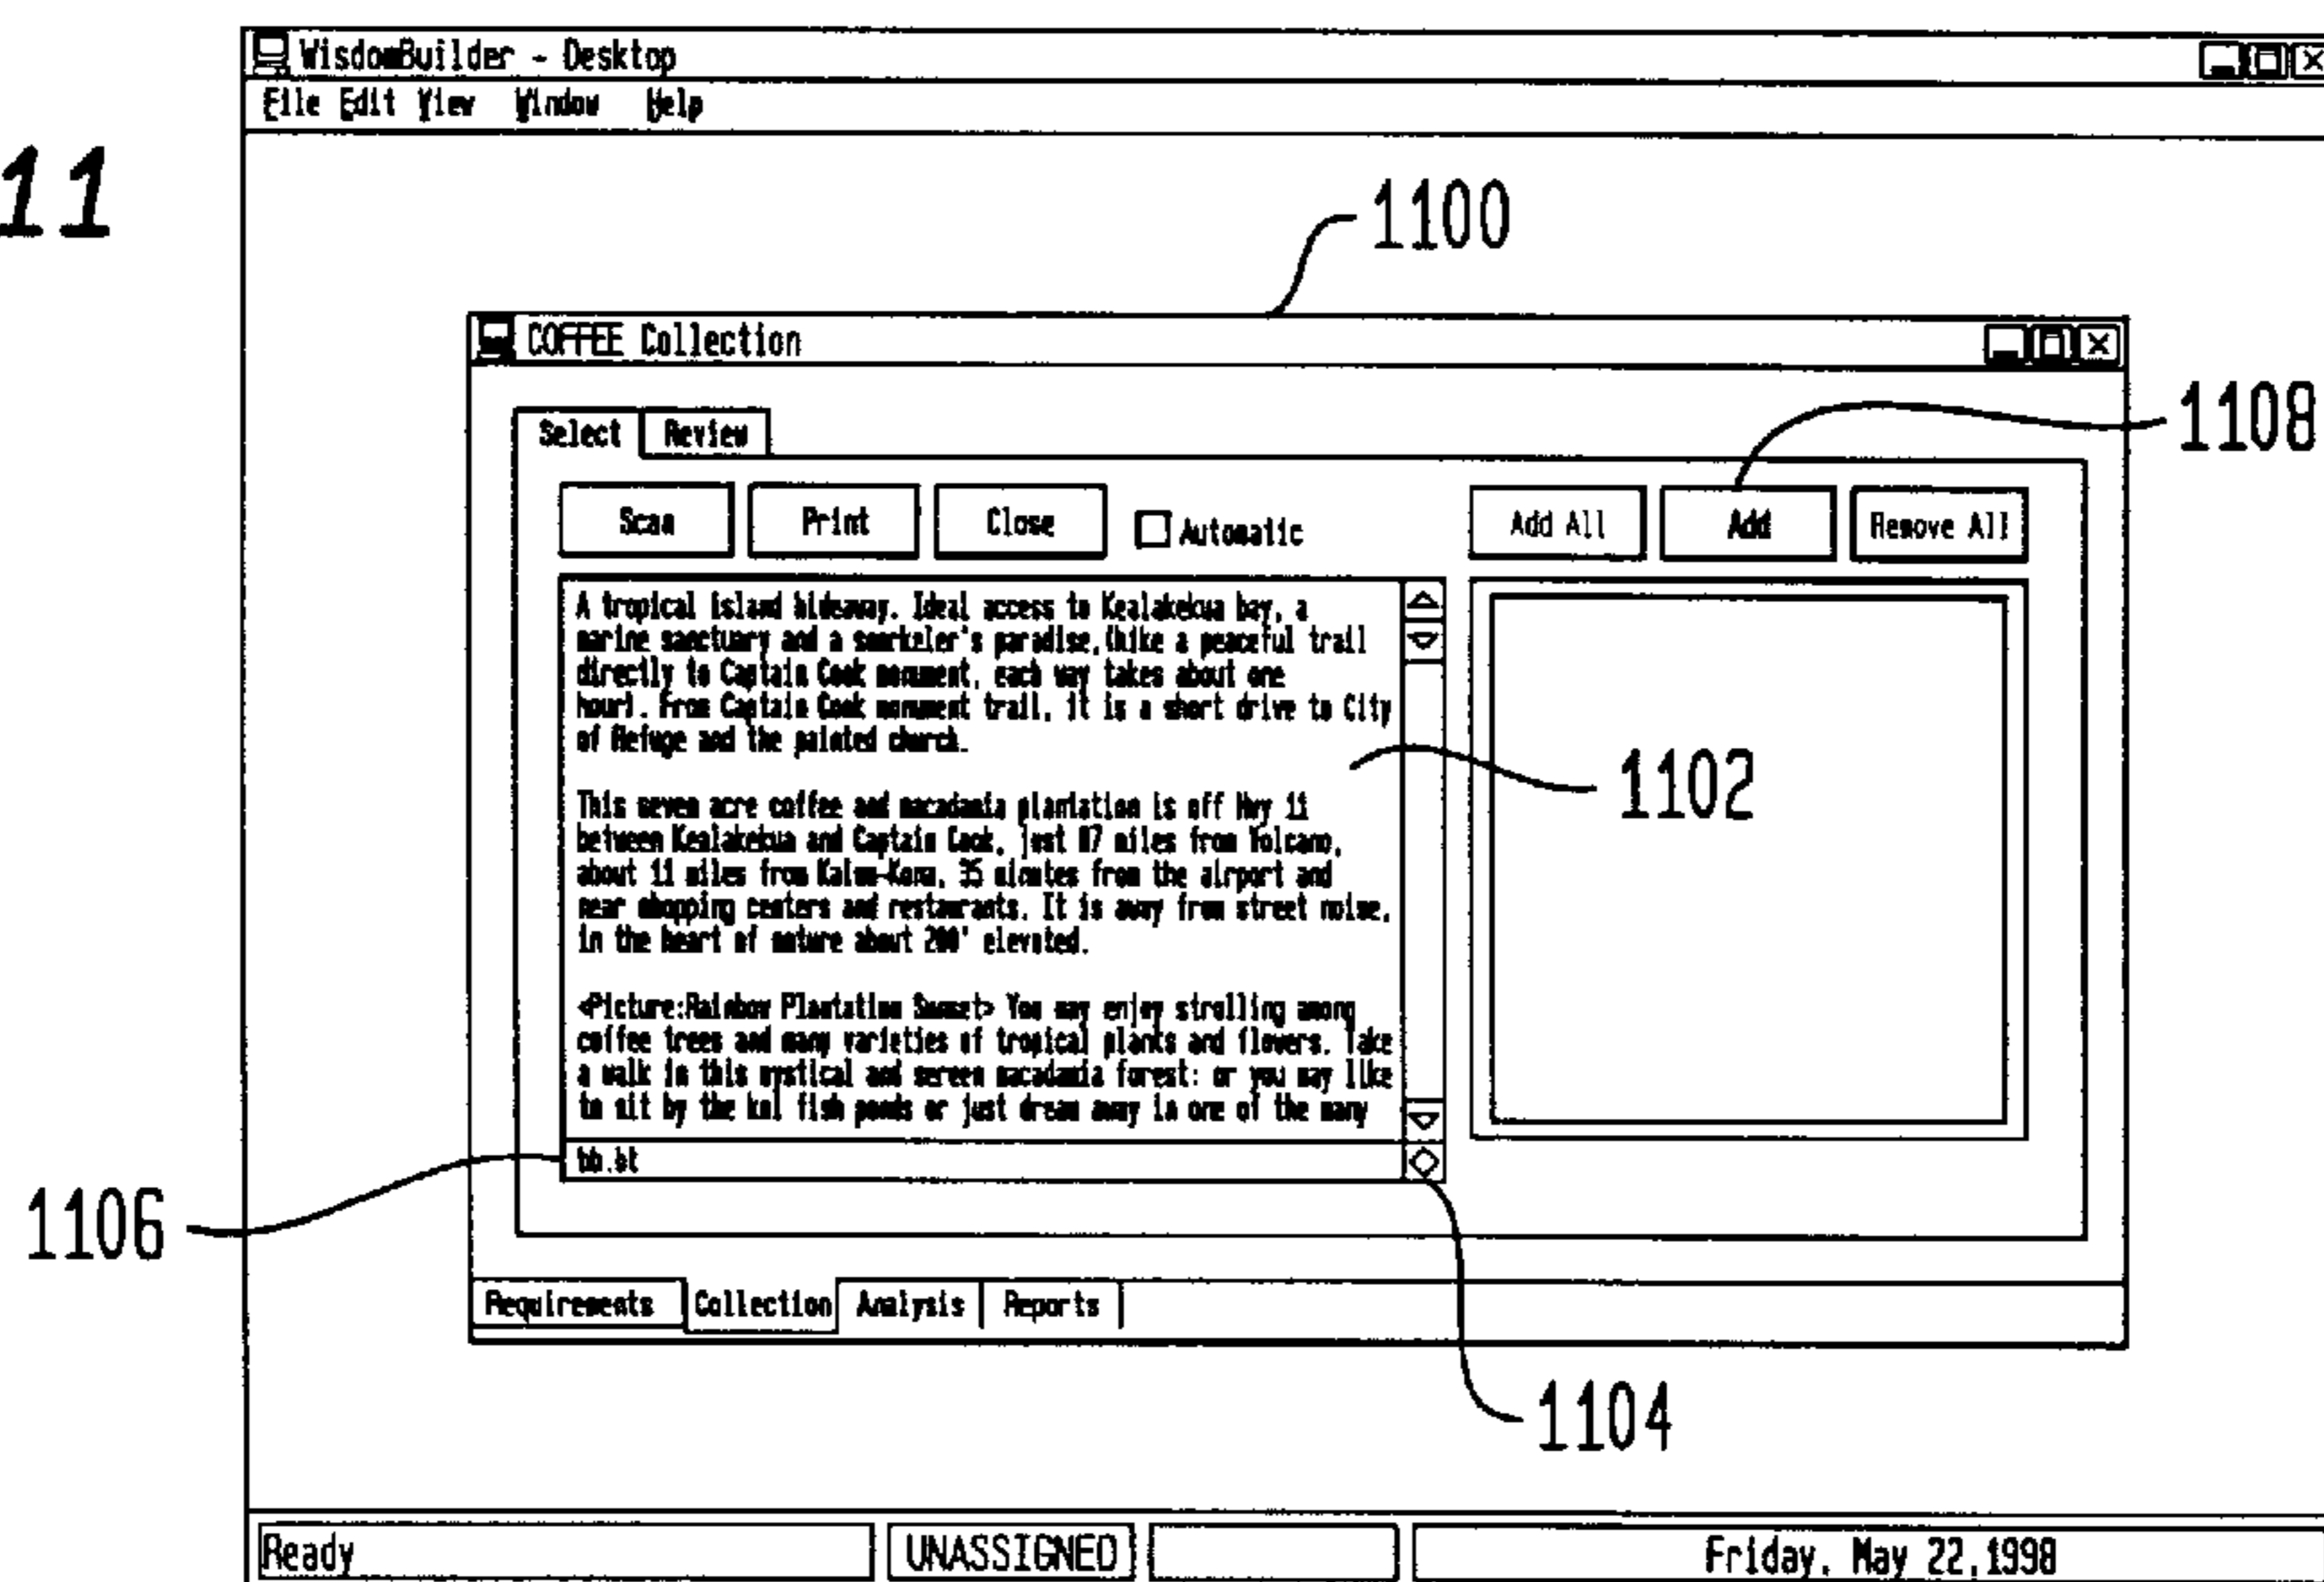 WisdomBuilder - Desktop
File Edit View Window Help
11
1100
COFFEE Collection
1108
Select Review
Scan Print Close Automatic Add All Add Remove All
A tropical island hideaway. Ideal access to Kealakekua bay, a
marine sanctuary and a snorkeler's paradise, (hike a peaceful trail
directly to Captain Cook monument, each way takes about one
hour). From Captain Cook monument trail, it is a short drive to City
of Refuge and the painted church.
1102
This seven acre coffee and macadamia plantation is off Hwy 11
between Kealakekua and Captain Cook, just 87 miles from Volcano,
about 11 miles from 35 minutes from the airport and
near shopping centers and restaurants. It is away from street noise,
in the heart of nature about elevated.
<Picture:Rainbow Plantation Sunset> You may enjoy strolling among
coffee trees and many varieties of tropical plants and flowers. Take
a walk in this mystical and sereen macadamia forest: or you may like
to sit by the koi fish ponds or just dream away in one of the many
1106
Requirements Collection Analysis Reports
1104
Ready UNASSIGNED Friday, May 22,1998